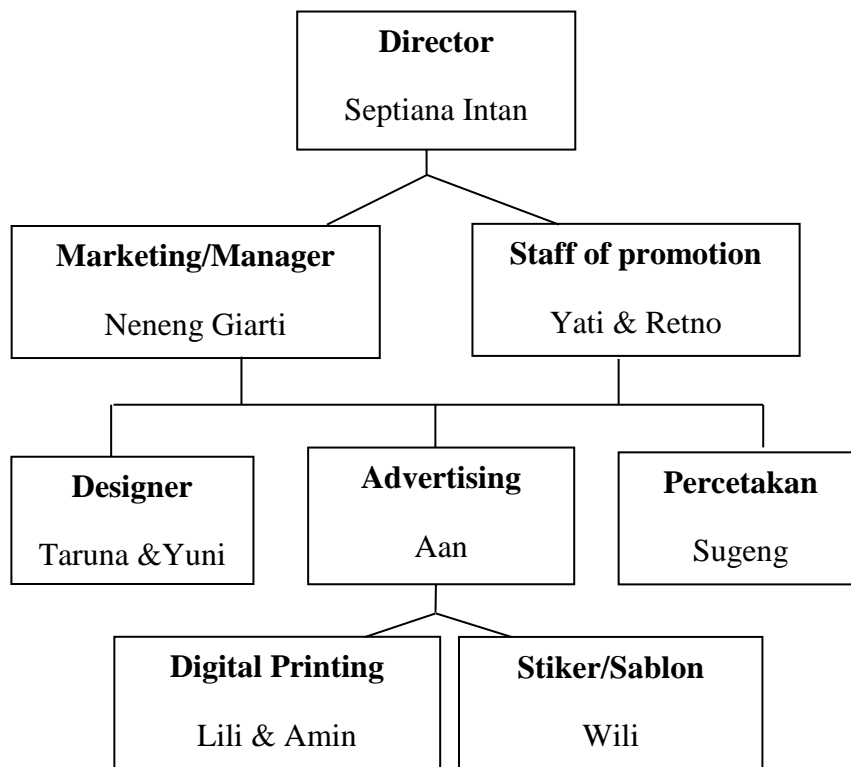 Director
Septiana Intan
Marketing/Manager
Neneng Giarti
Staff of promotion
Yati & Retno
Designer
Taruna &Yuni
Advertising
Aan
Percetakan
Sugeng
Digital Printing
Lili & Amin
Stiker/Sablon
Wili